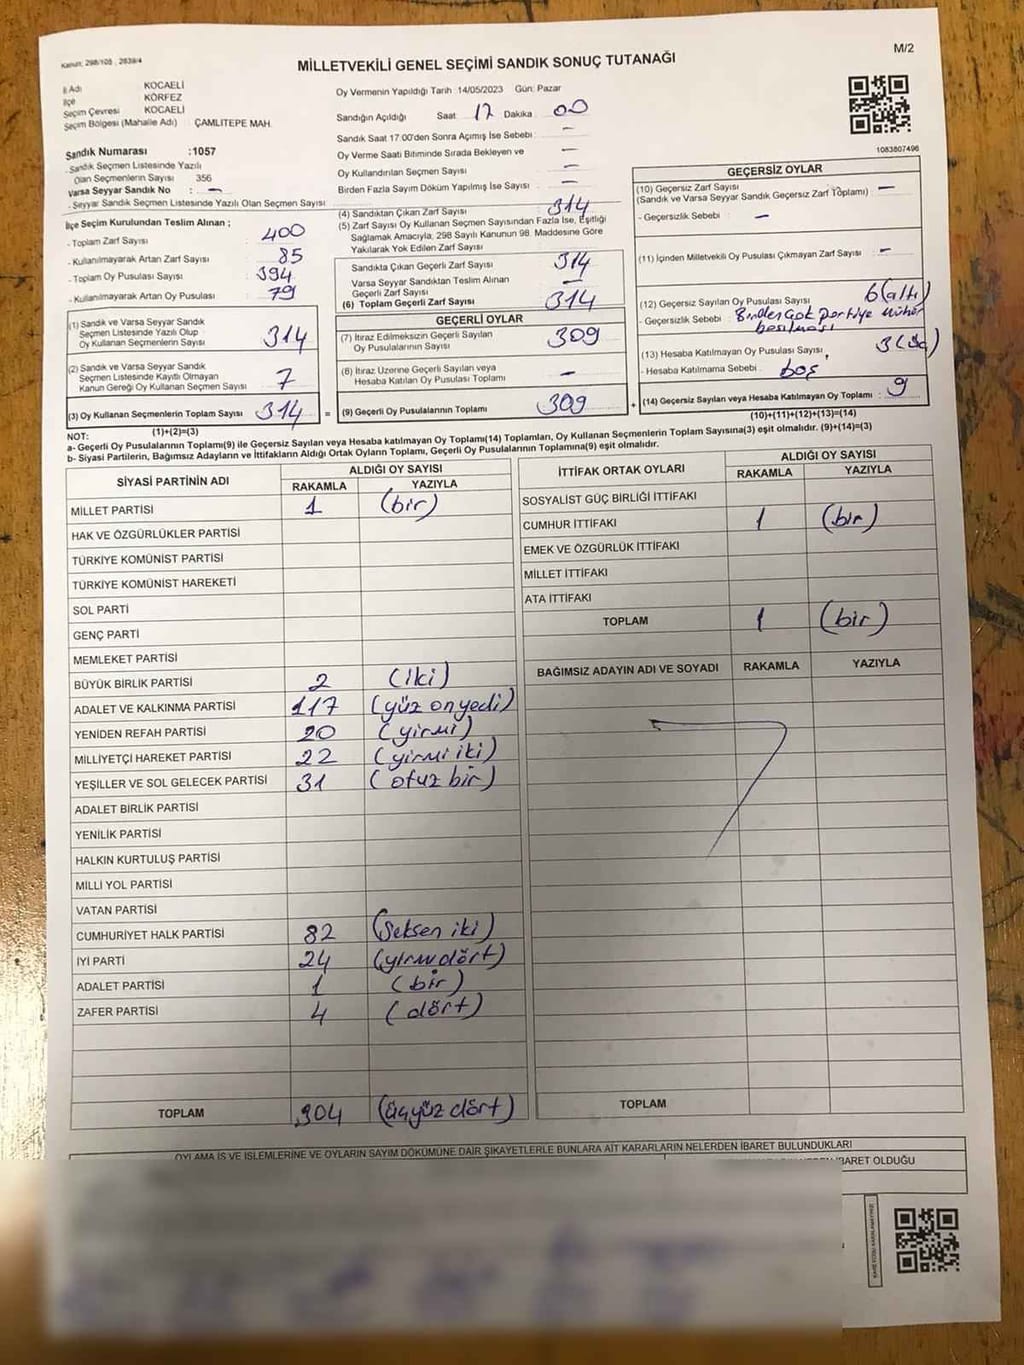 Kanun: 298/105 , 2839/4
M/2
MİLLETVEKİLİ GENEL SEÇİMİ SANDIK SONUÇ TUTANAĞI
İl Adı KOCAELİ
İlçe KÖRFEZ
Seçim Çevresi KOCAELİ
Seçim Bölgesi (Mahalle Adı) ÇAMLITEPE MAH.
Oy Vermenin Yapıldığı Tarih 14/05/2023 Gün: Pazar
Sandığın Açıldığı Saat 17 Dakika 00
Sandık Saat 17:00'den Sonra Açımış İse Sebebi : —
Oy Verme Saati Bitiminde Sırada Bekleyen ve —
Oy Kullandırılan Seçmen Sayısı —
Birden Fazla Sayım Döküm Yapılmış İse Sayısı —
1083807496
Sandık Numarası :1057
- Sandık Seçmen Listesinde Yazılı
Olan Seçmenlerin Sayısı 356
Varsa Seyyar Sandık No : —
- Seyyar Sandık Seçmen Listesinde Yazılı Olan Seçmen Sayısı
İlçe Seçim Kurulundan Teslim Alınan ;
- Toplam Zarf Sayısı 400
- Kullanılmayarak Artan Zarf Sayısı 85
- Toplam Oy Pusulası Sayısı 394
- Kullanılmayarak Artan Oy Pusulası 79
(1) Sandık ve Varsa Seyyar Sandık
Seçmen Listesinde Yazılı Olup
Oy Kullanan Seçmenlerin Sayısı 314
(2) Sandık ve Varsa Seyyar Sandık
Seçmen Listesinde Kayıtlı Olmayan
Kanun Gereği Oy Kullanan Seçmen Sayısı 7
(3) Oy Kullanan Seçmenlerin Toplam Sayısı 314 =
(1)+(2)=(3)
(4) Sandıktan Çıkan Zarf Sayısı 314
(5) Zarf Sayısı Oy Kullanan Seçmen Sayısından Fazla İse, Eşitliği
Sağlamak Amacıyla; 298 Sayılı Kanunun 98. Maddesine Göre
Yakılarak Yok Edilen Zarf Sayısı
Sandıkta Çıkan Geçerli Zarf Sayısı 314
Varsa Seyyar Sandıktan Teslim Alınan
Geçerli Zarf Sayısı —
(6) Toplam Geçerli Zarf Sayısı 314
GEÇERLİ OYLAR
(7) İtiraz Edilmeksizin Geçerli Sayılan
Oy Pusulalarının Sayısı 309
(8) İtiraz Üzerine Geçerli Sayılan veya
Hesaba Katılan Oy Pusulası Toplamı —
(9) Geçerli Oy Pusulalarının Toplamı 309 +
GEÇERSİZ OYLAR
(10) Geçersiz Zarf Sayısı —
(Sandık ve Varsa Seyyar Sandık Geçersiz Zarf Toplamı)
- Geçersizlik Sebebi : —
(11) İçinden Milletvekili Oy Pusulası Çıkmayan Zarf Sayısı : —
(12) Geçersiz Sayılan Oy Pusulası Sayısı : 6 (altı)
- Geçersizlik Sebebi : Birden çok partiye mühür
basılması
(13) Hesaba Katılmayan Oy Pusulası Sayısı : 3 (üç)
- Hesaba Katılmama Sebebi : boş
(14) Geçersiz Sayılan veya Hesaba Katılmayan Oy Toplamı : 9
(10)+(11)+(12)+(13)=(14)
NOT:
a- Geçerli Oy Pusulalarının Toplamı(9) ile Geçersiz Sayılan veya Hesaba katılmayan Oy Toplamı(14) Toplamları, Oy Kullanan Seçmenlerin Toplam Sayısına(3) eşit olmalıdır. (9)+(14)=(3)
b- Siyasi Partilerin, Bağımsız Adayların ve İttifakların Aldığı Ortak Oyların Toplamı, Geçerli Oy Pusulalarının Toplamına(9) eşit olmalıdır.
SİYASİ PARTİNİN ADI
ALDIĞI OY SAYISI
RAKAMLA YAZIYLA
MİLLET PARTİSİ 1 (bir)
HAK VE ÖZGÜRLÜKLER PARTİSİ
TÜRKİYE KOMÜNİST PARTİSİ
TÜRKİYE KOMÜNİST HAREKETİ
SOL PARTİ
GENÇ PARTİ
MEMLEKET PARTİSİ
BÜYÜK BİRLİK PARTİSİ 2 (iki)
ADALET VE KALKINMA PARTİSİ 117 (yüz onyedi)
YENİDEN REFAH PARTİSİ 20 (yirmi)
MİLLİYETÇİ HAREKET PARTİSİ 22 (yirmi iki)
YEŞİLLER VE SOL GELECEK PARTİSİ 31 (otuz bir)
ADALET BİRLİK PARTİSİ
YENİLİK PARTİSİ
HALKIN KURTULUŞ PARTİSİ
MİLLİ YOL PARTİSİ
VATAN PARTİSİ
CUMHURİYET HALK PARTİSİ 82 (Seksen iki)
İYİ PARTİ 24 (yirmi dört)
ADALET PARTİSİ 1 (bir)
ZAFER PARTİSİ 4 (dört)
TOPLAM 304 (üçyüz dört)
İTTİFAK ORTAK OYLARI
ALDIĞI OY SAYISI
RAKAMLA YAZIYLA
SOSYALİST GÜÇ BİRLİĞİ İTTİFAKI
CUMHUR İTTİFAKI 1 (bir)
EMEK VE ÖZGÜRLÜK İTTİFAKI
MİLLET İTTİFAKI
ATA İTTİFAKI
TOPLAM 1 (bir)
BAĞIMSIZ ADAYIN ADI VE SOYADI RAKAMLA YAZIYLA
TOPLAM
OYLAMA İŞ VE İŞLEMLERİNE VE OYLARIN SAYIM DÖKÜMÜNE DAİR ŞİKAYETLERLE BUNLARA AİT KARARLARIN NELERDEN İBARET BULUNDUKLARI
İBARET OLDUĞU